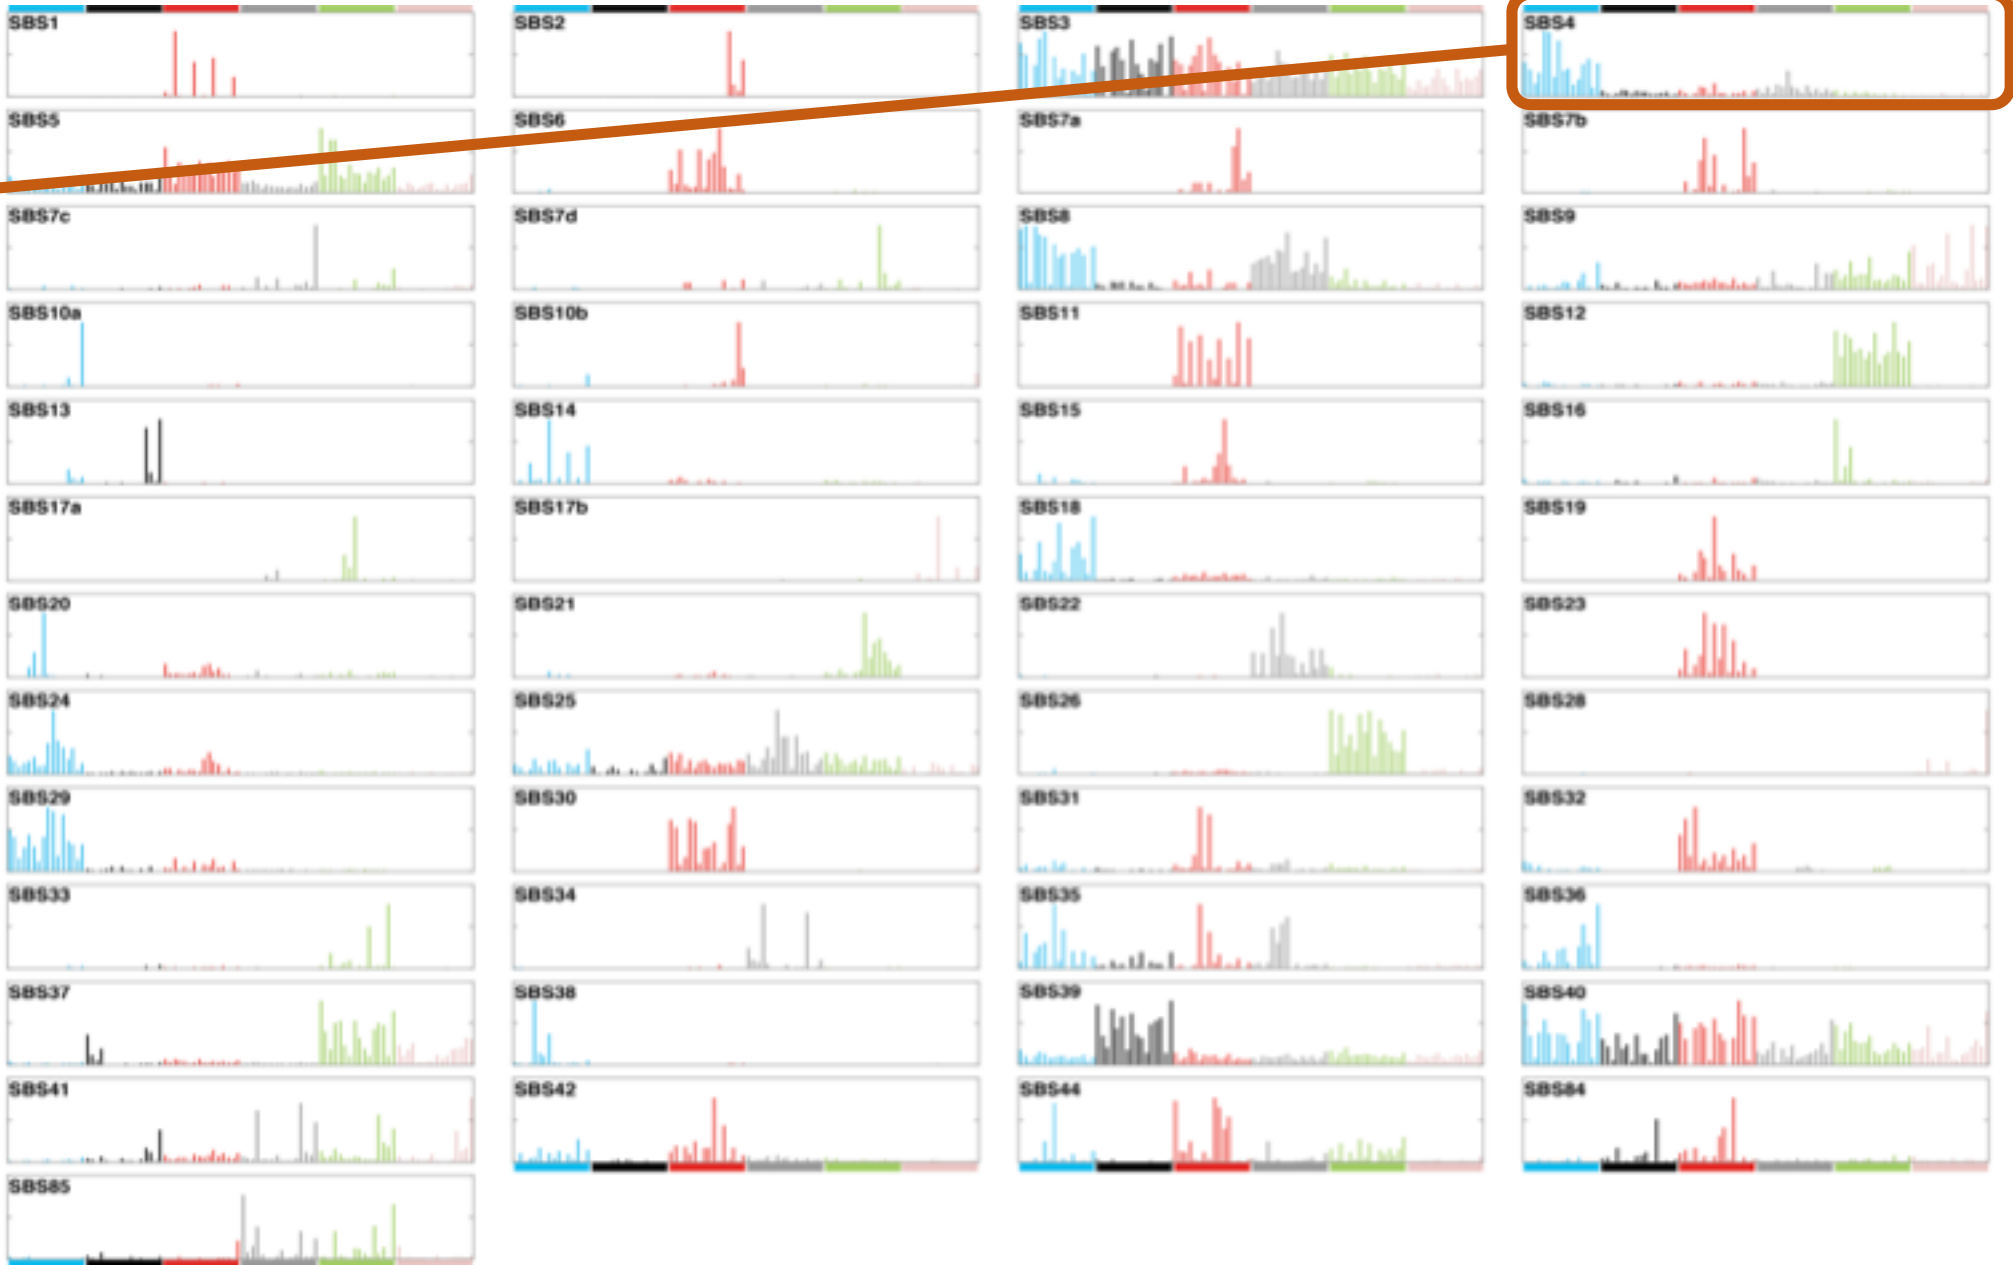 SBS1 SBS2 SBS3 SBS4
SBS5 SBS6 SBS7a SBS7b
SBS7c SBS7d SBS8 SBS9
SBS10a SBS10b SBS11 SBS12
SBS13 SBS14 SBS15 SBS16
SBS17a SBS17b SBS18 SBS19
SBS20 SBS21 SBS22 SBS23
SBS24 SBS25 SBS26 SBS28
SBS29 SBS30 SBS31 SBS32
SBS33 SBS34 SBS35 SBS36
SBS37 SBS38 SBS39 SBS40
SBS41 SBS42 SBS44 SBS84
SBS85